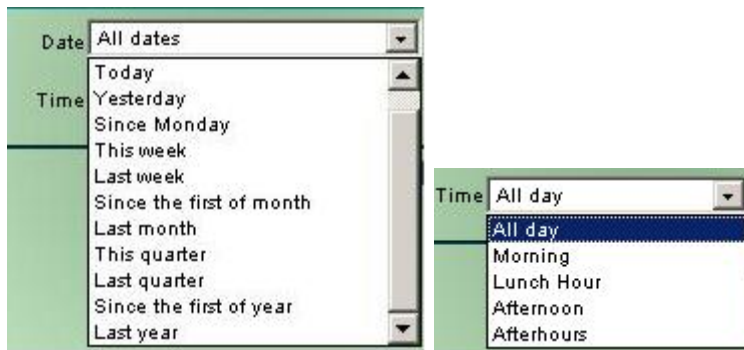 Date All dates
Today
Time Yesterday
Since Monday
This week
Last week
Since the first of month
Last month
This quarter
Last quarter
Since the first of year
Last year
Time All day
All day
Morning
Lunch Hour
Afternoon
Afterhours